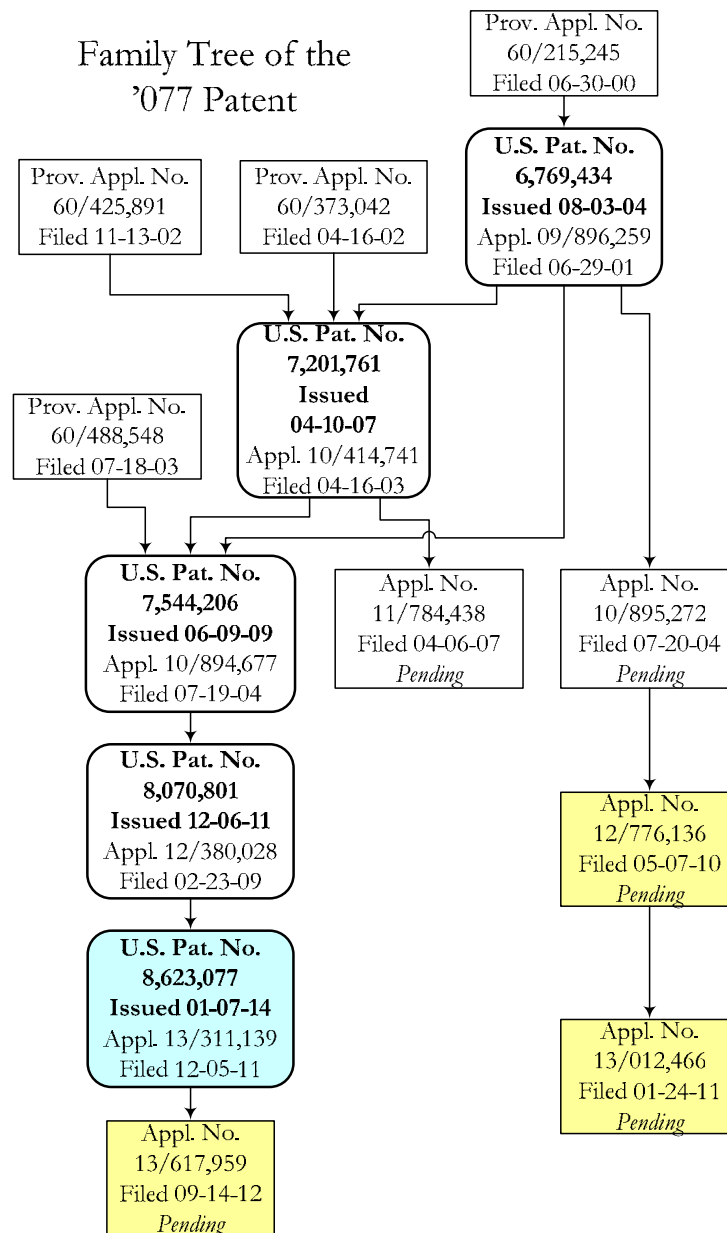 Family Tree of the
’077 Patent
Prov. Appl. No.
60/215,245
Filed 06-30-00
U.S. Pat. No.
6,769,434
Issued 08-03-04
Appl. 09/896,259
Filed 06-29-01
Prov. Appl. No.
60/425,891
Filed 11-13-02
Prov. Appl. No.
60/373,042
Filed 04-16-02
U.S. Pat. No.
7,201,761
Issued
04-10-07
Appl. 10/414,741
Filed 04-16-03
Prov. Appl. No.
60/488,548
Filed 07-18-03
U.S. Pat. No.
7,544,206
Issued 06-09-09
Appl. 10/894,677
Filed 07-19-04
Appl. No.
11/784,438
Filed 04-06-07
Pending
Appl. No.
10/895,272
Filed 07-20-04
Pending
U.S. Pat. No.
8,070,801
Issued 12-06-11
Appl. 12/380,028
Filed 02-23-09
Appl. No.
12/776,136
Filed 05-07-10
Pending
U.S. Pat. No.
8,623,077
Issued 01-07-14
Appl. 13/311,139
Filed 12-05-11
Appl. No.
13/012,466
Filed 01-24-11
Pending
Appl. No.
13/617,959
Filed 09-14-12
Pending